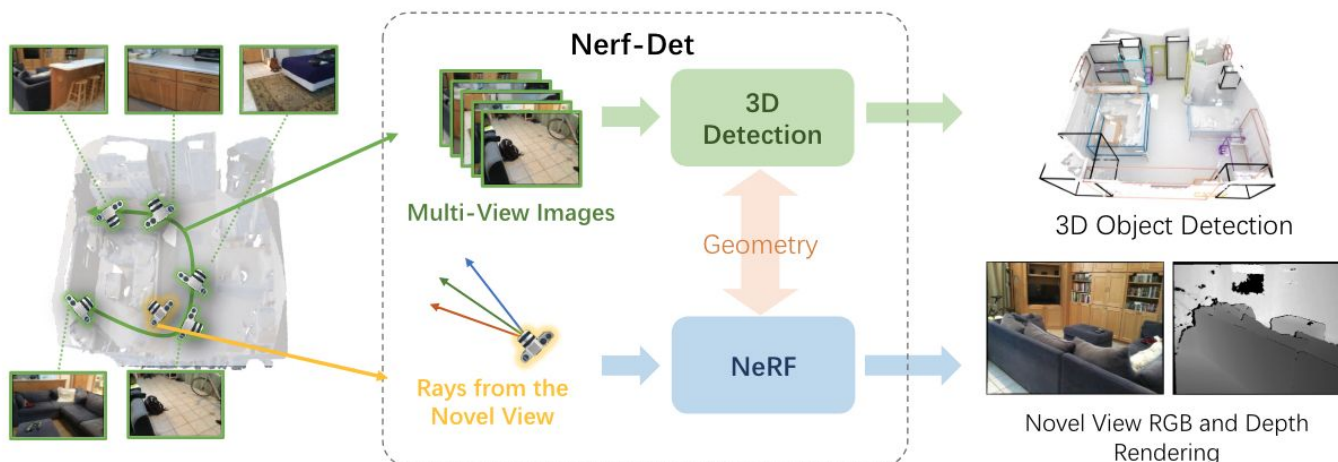 Nerf-Det
3D
Detection
Multi-View Images
Geometry
3D Object Detection
NeRF
Rays from the
Novel View
Novel View RGB and Depth
Rendering